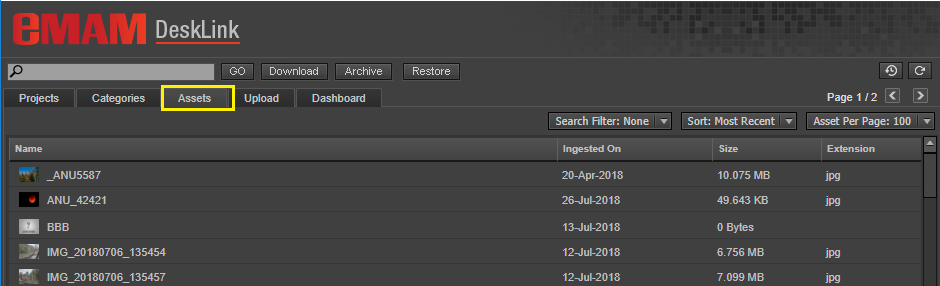 eMAM DeskLink
GO Download Archive Restore
Projects Categories Assets Upload Dashboard Page 1 / 2
Search Filter: None Sort: Most Recent Asset Per Page: 100
Name Ingested On Size Extension
_ANU5587 20-Apr-2018 10.075 MB jpg
ANU_42421 26-Jul-2018 49.643 KB jpg
BBB 13-Jul-2018 0 Bytes
IMG_20180706_135454 12-Jul-2018 6.756 MB jpg
IMG_20180706_135457 12-Jul-2018 7.099 MB jpg